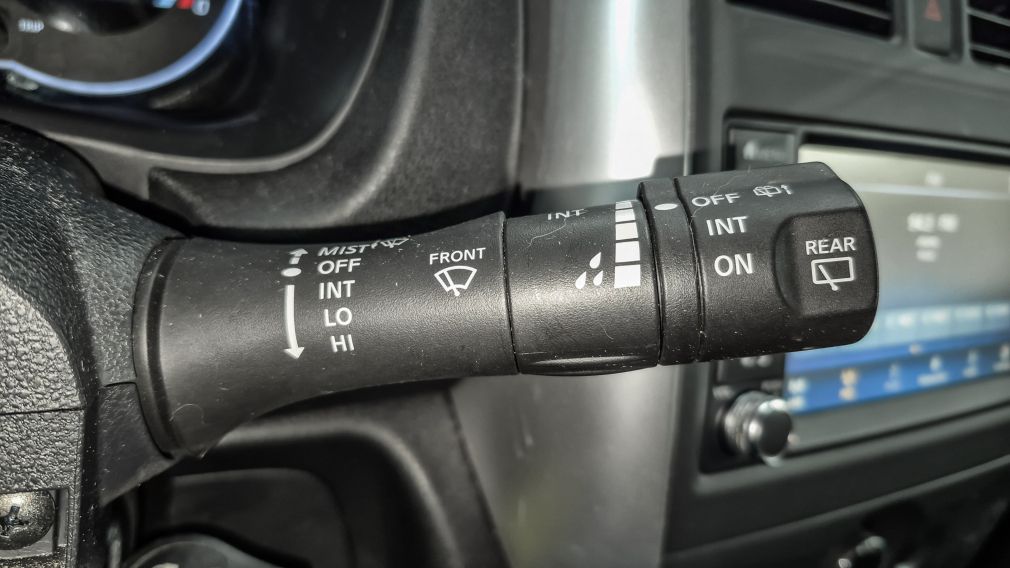 MIST
OFF
INT
LO
HI
FRONT
INT
OFF
INT
ON
REAR